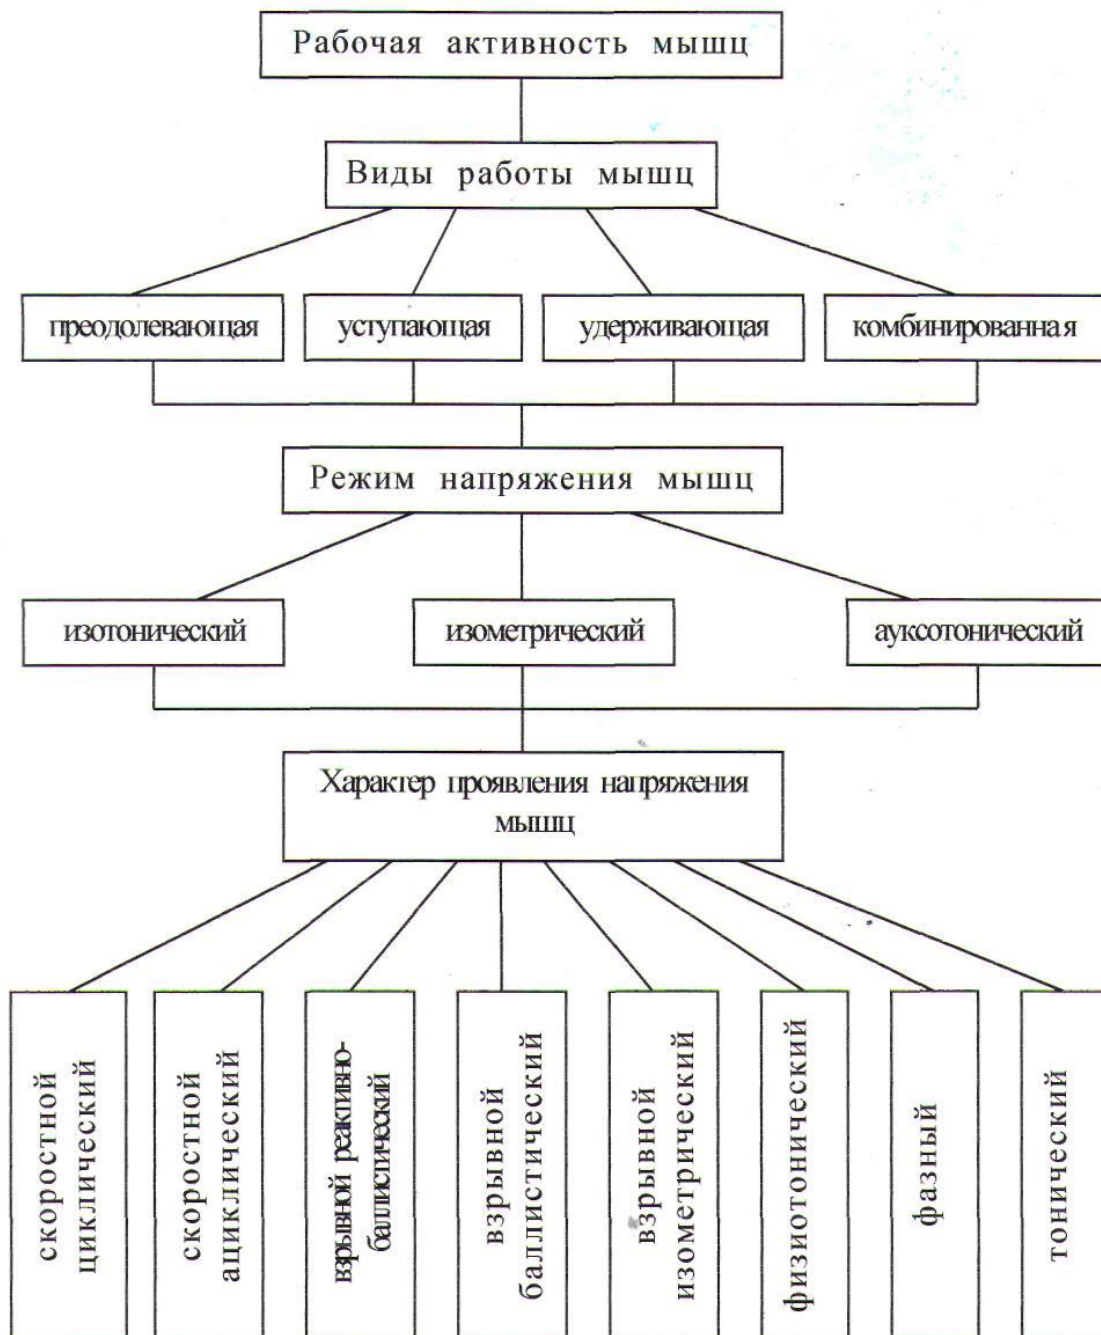 Рабочая активность мышц
Виды работы мышц
преодолевающая
уступающая
удерживающая
комбинированная
Режим напряжения мышц
изотонический
изометрический
ауксотонический
Характер проявления напряжения
мышц
скоростной
циклический
скоростной
ациклический
взрывной реактивно-
баллистический
взрывной
баллистический
взрывной
изометрический
физиотонический
фазный
тонический